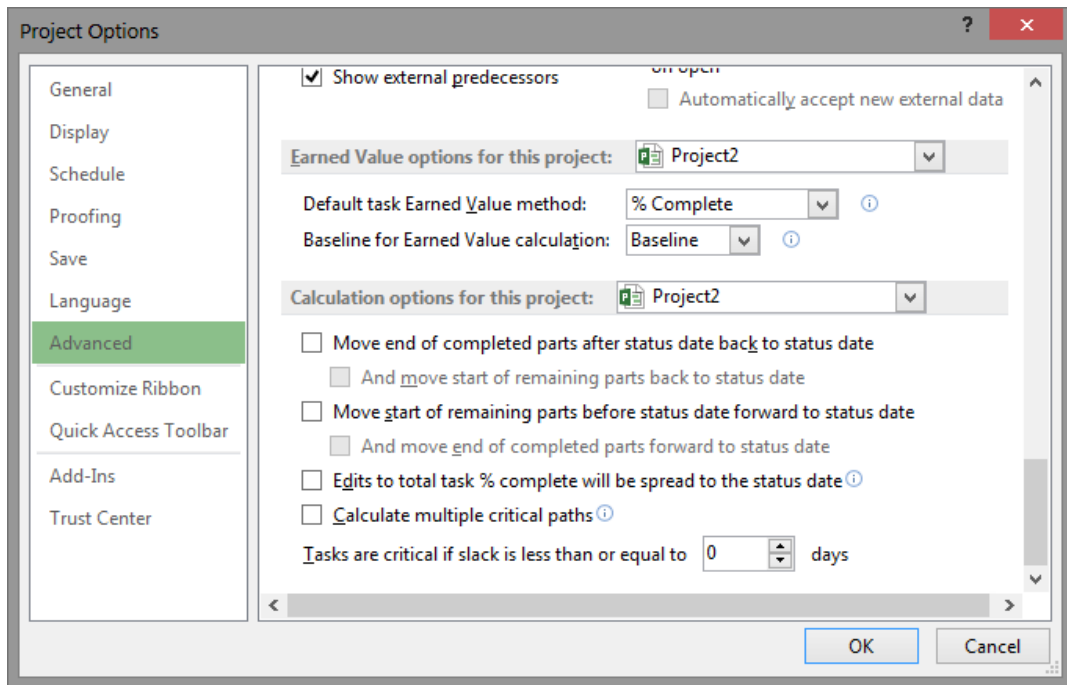 Project Options
?
General
Display
Schedule
Proofing
Save
Language
Advanced
Customize Ribbon
Quick Access Toolbar
Add-Ins
Trust Center
Show external predecessors
on open
Automatically accept new external data
Earned Value options for this project: Project2
Default task Earned Value method: % Complete
Baseline for Earned Value calculation: Baseline
Calculation options for this project: Project2
Move end of completed parts after status date back to status date
And move start of remaining parts back to status date
Move start of remaining parts before status date forward to status date
And move end of completed parts forward to status date
Edits to total task % complete will be spread to the status date
Calculate multiple critical paths
Tasks are critical if slack is less than or equal to 0 days
OK Cancel